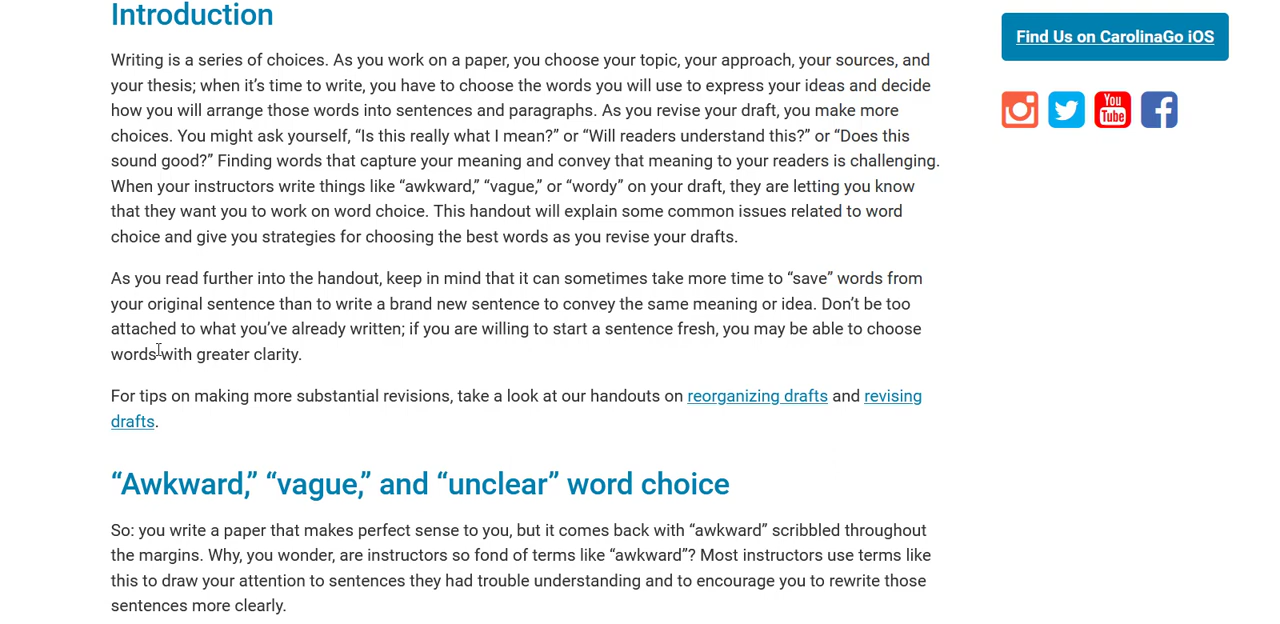 Introduction
Writing is a series of choices. As you work on a paper, you choose your topic, your approach, your sources, and
your thesis; when it’s time to write, you have to choose the words you will use to express your ideas and decide
how you will arrange those words into sentences and paragraphs. As you revise your draft, you make more
choices. You might ask yourself, “Is this really what I mean?” or “Will readers understand this?” or “Does this
sound good?” Finding words that capture your meaning and convey that meaning to your readers is challenging.
When your instructors write things like “awkward,” “vague,” or “wordy” on your draft, they are letting you know
that they want you to work on word choice. This handout will explain some common issues related to word
choice and give you strategies for choosing the best words as you revise your drafts.
As you read further into the handout, keep in mind that it can sometimes take more time to “save” words from
your original sentence than to write a brand new sentence to convey the same meaning or idea. Don’t be too
attached to what you’ve already written; if you are willing to start a sentence fresh, you may be able to choose
words with greater clarity.
For tips on making more substantial revisions, take a look at our handouts on reorganizing drafts and revising
drafts.
“Awkward,” “vague,” and “unclear” word choice
So: you write a paper that makes perfect sense to you, but it comes back with “awkward” scribbled throughout
the margins. Why, you wonder, are instructors so fond of terms like “awkward”? Most instructors use terms like
this to draw your attention to sentences they had trouble understanding and to encourage you to rewrite those
sentences more clearly.
Find Us on CarolinaGo iOS
You
Tube